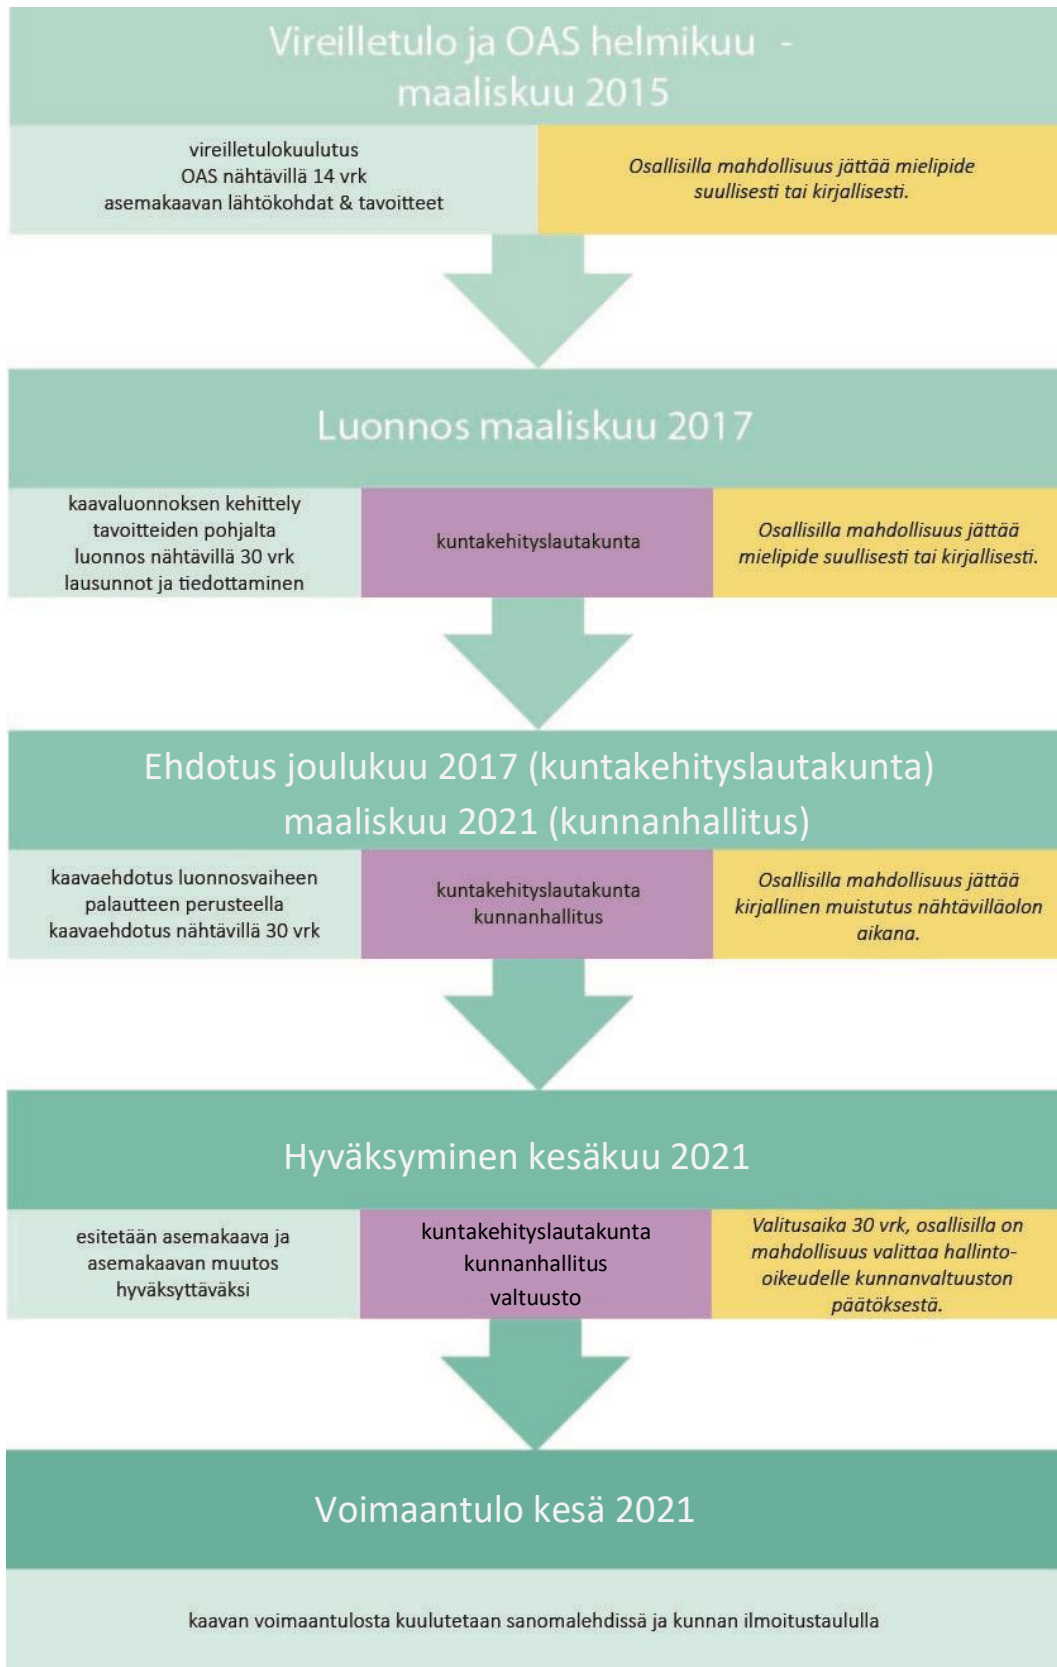 Vireilletulo ja OAS helmikuu -
maaliskuu 2015
vireilletulokuulutus
OAS nähtävillä 14 vrk
asemakaavan lähtökohdat & tavoitteet
Osallisilla mahdollisuus jättää mielipide
suullisesti tai kirjallisesti.
Luonnos maaliskuu 2017
kaavaluonnoksen kehittely
tavoitteiden pohjalta
luonnos nähtävillä 30 vrk
lausunnot ja tiedottaminen
kuntakehityslautakunta
Osallisilla mahdollisuus jättää
mielipide suullisesti tai kirjallisesti.
Ehdotus joulukuu 2017 (kuntakehityslautakunta)
maaliskuu 2021 (kunnanhallitus)
kaavaehdotus luonnosvaiheen
palautteen perusteella
kaavaehdotus nähtävillä 30 vrk
kuntakehityslautakunta
kunnanhallitus
Osallisilla mahdollisuus jättää
kirjallinen muistutus nähtävilläolon
aikana.
Hyväksyminen kesäkuu 2021
esitetään asemakaava ja
asemakaavan muutos
hyväksyttäväksi
kuntakehityslautakunta
kunnanhallitus
valtuusto
Valitusaika 30 vrk, osallisilla on
mahdollisuus valittaa hallinto-
oikeudelle kunnanvaltuuston
päätöksestä.
Voimaantulo kesä 2021
kaavan voimaantulosta kuulutetaan sanomalehdissä ja kunnan ilmoitustaululla